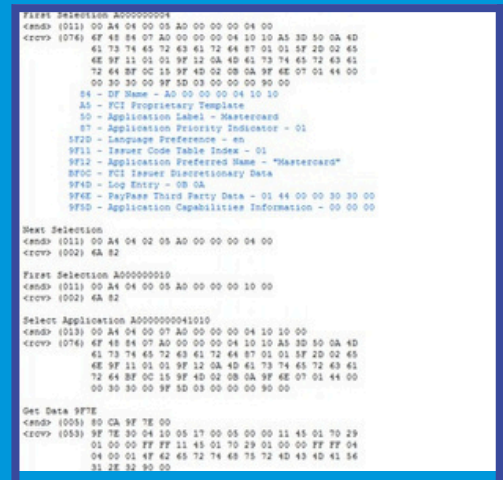 First Selection A000000004
<snd> (011) 00 A4 04 00 05 A0 00 00 00 04 00
<rcv> (076) 6F 48 84 07 A0 00 00 00 04 10 10 A5 3D 50 0A 4D
61 73 74 65 72 63 61 72 64 87 01 01 5F 2D 02 65
6E 9F 11 01 01 9F 12 0A 4D 61 73 74 65 72 63 61
72 64 BF 0C 15 9F 4D 02 0B 0A 9F 6E 07 01 44 00
00 30 30 00 9F 5D 03 00 00 00 90 00
84 - DF Name - A0 00 00 00 04 10 10
A5 - FCI Proprietary Template
50 - Application Label - Mastercard
87 - Application Priority Indicator - 01
5F2D - Language Preference - en
9F11 - Issuer Code Table Index - 01
9F12 - Application Preferred Name - "Mastercard"
BF0C - FCI Issuer Discretionary Data
9F4D - Log Entry - 0B 0A
9F6E - PayPass Third Party Data - 01 44 00 00 30 30 00
9F5D - Application Capabilities Information - 00 00 00
Next Selection
<snd> (011) 00 A4 04 02 05 A0 00 00 00 04 00
<rcv> (002) 6A 82
First Selection A000000010
<snd> (011) 00 A4 04 00 05 A0 00 00 00 10 00
<rcv> (002) 6A 82
Select Application A0000000041010
<snd> (013) 00 A4 04 00 07 A0 00 00 00 04 10 10 00
<rcv> (076) 6F 48 84 07 A0 00 00 00 04 10 10 A5 3D 50 0A 4D
61 73 74 65 72 63 61 72 64 87 01 01 5F 2D 02 65
6E 9F 11 01 01 9F 12 0A 4D 61 73 74 65 72 63 61
72 64 BF 0C 15 9F 4D 02 0B 0A 9F 6E 07 01 44 00
00 30 30 00 9F 5D 03 00 00 00 90 00
Get Data 9F7E
<snd> (005) 80 CA 9F 7E 00
<rcv> (053) 9F 7E 30 04 10 05 17 00 05 00 00 11 45 01 70 29
01 00 00 FF FF 11 45 01 70 29 01 00 00 FF FF 04
04 00 01 4F 62 65 72 74 68 75 72 4D 43 4D 41 56
31 2E 32 90 00